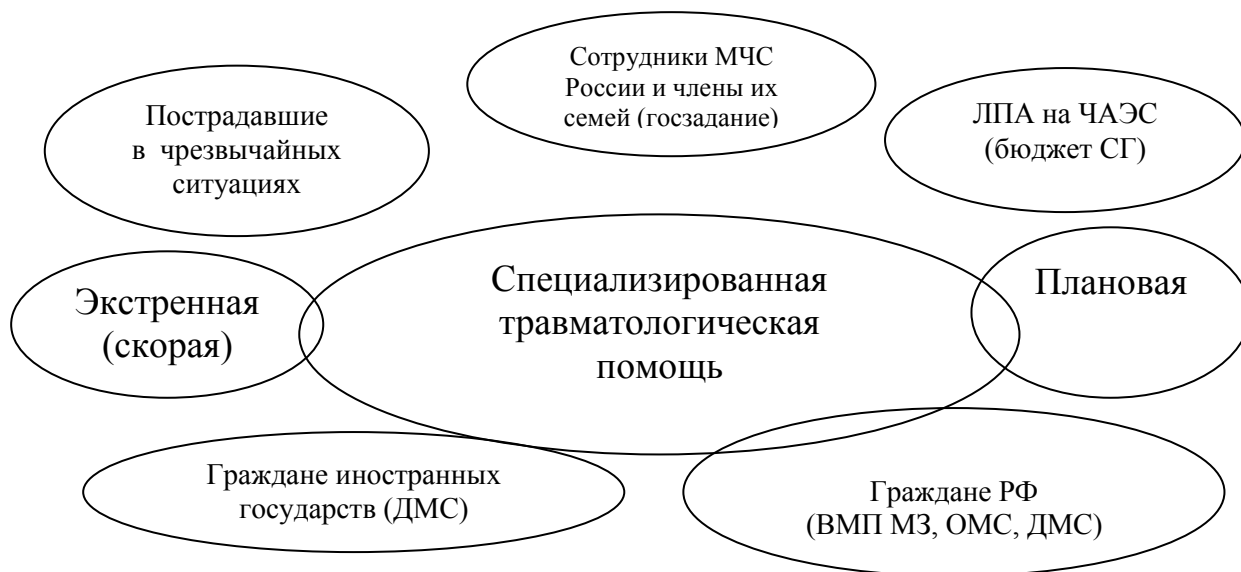 Сотрудники МЧС
России и члены их
семей (госзадание)
Пострадавшие
в чрезвычайных
ситуациях
ЛПА на ЧАЭС
(бюджет СГ)
Экстренная
(скорая)
Специализированная
травматологическая
помощь
Плановая
Граждане иностранных
государств (ДМС)
Граждане РФ
(ВМП МЗ, ОМС, ДМС)